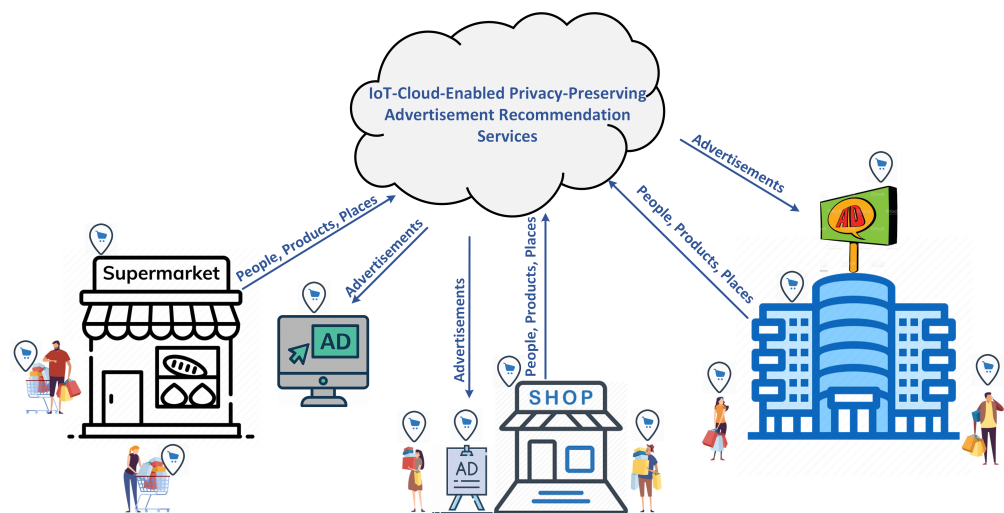 IoT-Cloud-Enabled Privacy-Preserving
Advertisement Recommendation
Services
Advertisements
People, Products, Places
People, Products, Places
Advertisements
Advertisements
People, Products, Places
Supermarket
AD
AD
SHOP
AD